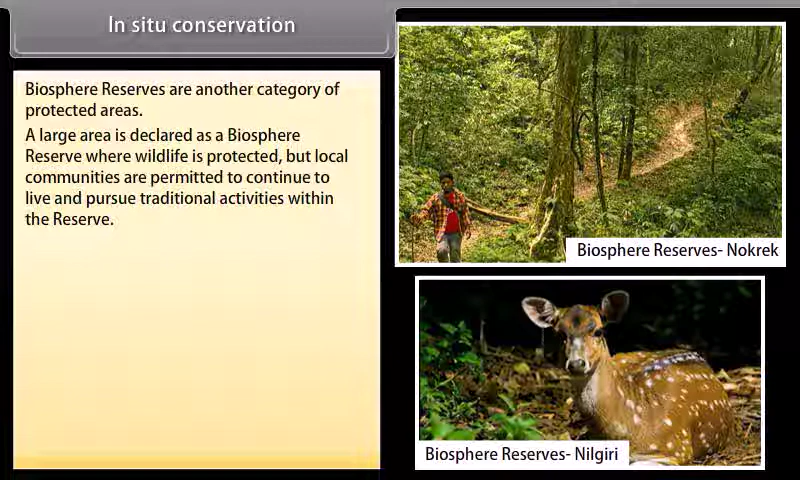 In situ conservation
Biosphere Reserves are another category of
protected areas.
A large area is declared as a Biosphere
Reserve where wildlife is protected, but local
communities are permitted to continue to
live and pursue traditional activities within
the Reserve.
Biosphere Reserves- Nokrek
Biosphere Reserves- Nilgiri